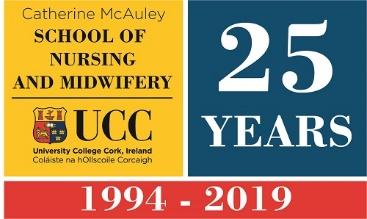 Catherine McAuley
SCHOOL OF
NURSING
AND MIDWIFERY
UCC
University College Cork, Ireland
Coláiste na hOllscoile Corcaigh
25
YEARS
1994 - 2019